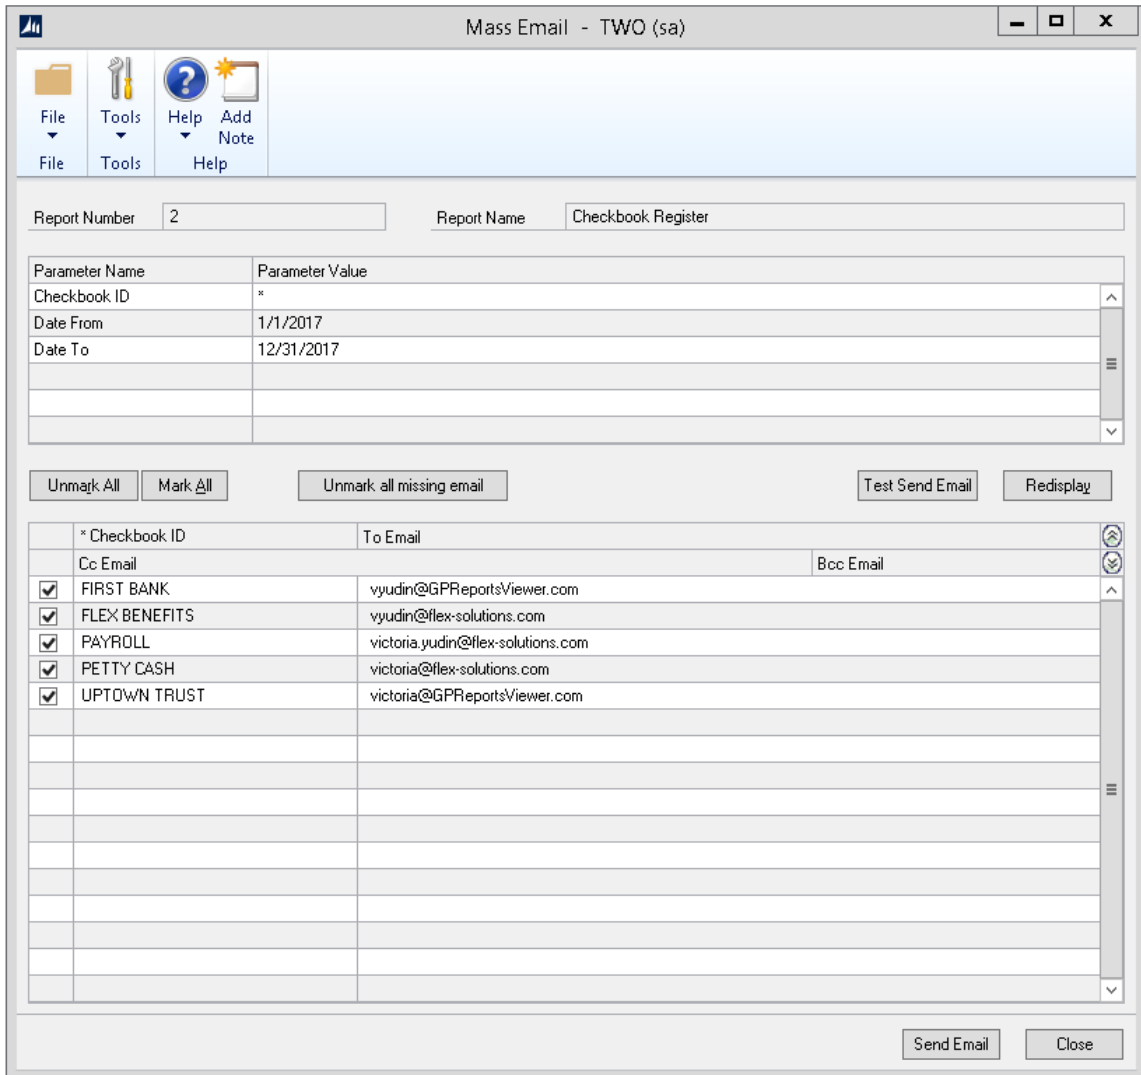 Mass Email - TWO (sa)
File Tools Help Add Note
File Tools Help
Report Number 2 Report Name Checkbook Register
Parameter Name Parameter Value
Checkbook ID *
Date From 1/1/2017
Date To 12/31/2017
Unmark All Mark All Unmark all missing email Test Send Email Redisplay
* Checkbook ID To Email
Cc Email Bcc Email
FIRST BANK vyudin@GPReportsViewer.com
FLEX BENEFITS vyudin@flex-solutions.com
PAYROLL victoria.yudin@flex-solutions.com
PETTY CASH victoria@flex-solutions.com
UPTOWN TRUST victoria@GPReportsViewer.com
Send Email Close